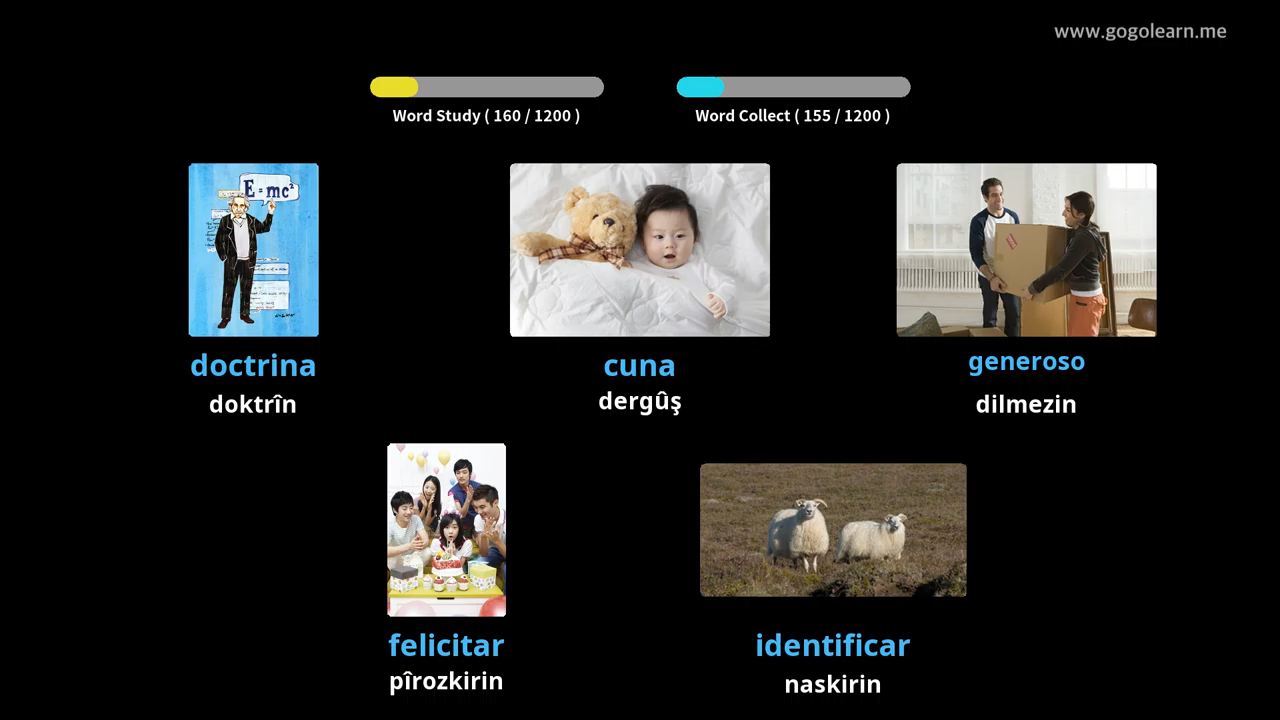 www.gogolearn.me
Word Study ( 160 / 1200 )
Word Collect ( 155 / 1200 )
E=mc²
doctrina
doktrîn
cuna
dergûş
generoso
dilmezin
felicitar
pîrozkirin
identificar
naskirin